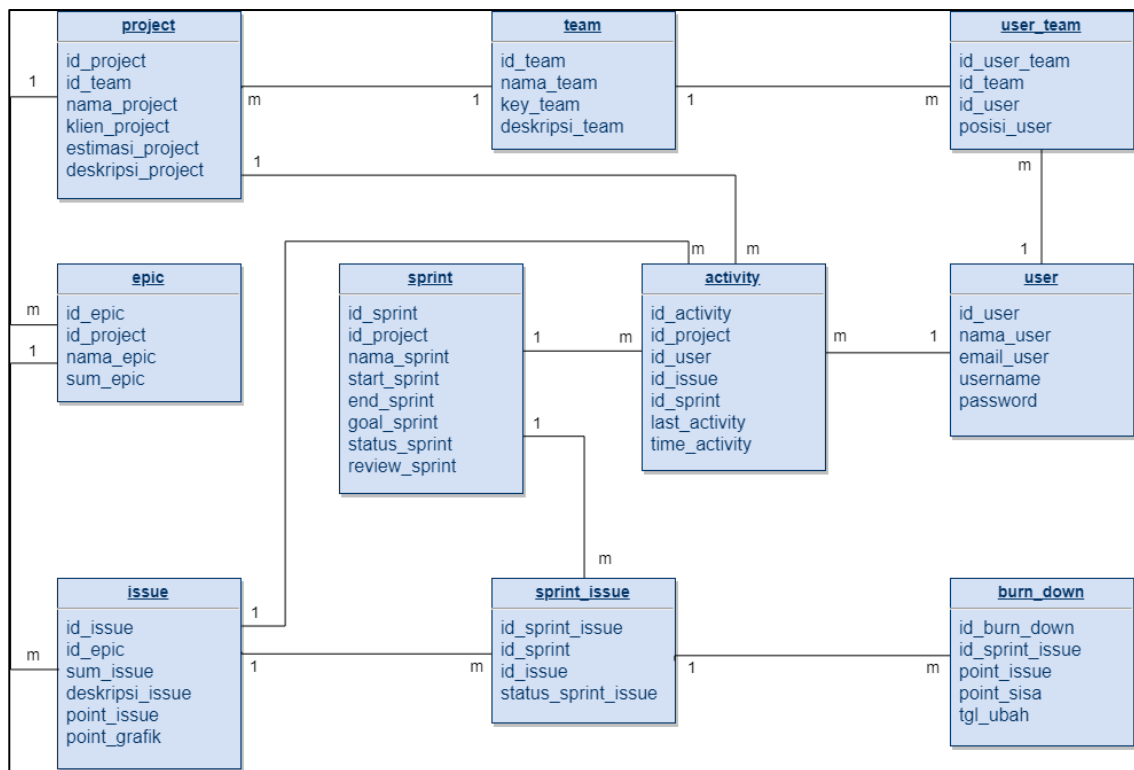 project
id_project
id_team
nama_project
klien_project
estimasi_project
deskripsi_project
team
id_team
nama_team
key_team
deskripsi_team
user_team
id_user_team
id_team
id_user
posisi_user
1
m
1
1
m
1
m
m
m
1
epic
id_epic
id_project
nama_epic
sum_epic
m
1
sprint
id_sprint
id_project
nama_sprint
start_sprint
end_sprint
goal_sprint
status_sprint
review_sprint
1
m
1
m
activity
id_activity
id_project
id_user
id_issue
id_sprint
last_activity
time_activity
m
1
user
id_user
nama_user
email_user
username
password
issue
id_issue
id_epic
sum_issue
deskripsi_issue
point_issue
point_grafik
m
1
1
m
sprint_issue
id_sprint_issue
id_sprint
id_issue
status_sprint_issue
1
m
burn_down
id_burn_down
id_sprint_issue
point_issue
point_sisa
tgl_ubah